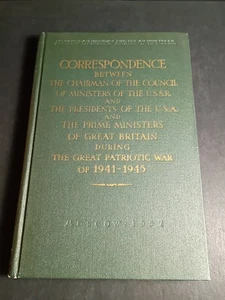 CORRESPONDENCE
BETWEEN
THE CHAIRMAN OF THE COUNCIL
OF MINISTERS OF THE U.S.S.R.
AND
THE PRESIDENTS OF THE U.S.A.
AND
THE PRIME MINISTERS
OF GREAT BRITAIN
DURING
THE GREAT PATRIOTIC WAR
OF 1941-1945